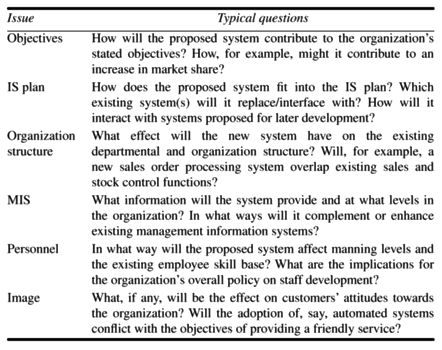 Issue Typical questions
Objectives How will the proposed system contribute to the organization's
stated objectives? How, for example, might it contribute to an
increase in market share?
IS plan How does the proposed system fit into the IS plan? Which
existing system(s) will it replace/interface with? How will it
interact with systems proposed for later development?
Organization What effect will the new system have on the existing
structure departmental and organization structure? Will, for example, a
new sales order processing system overlap existing sales and
stock control functions?
MIS What information will the system provide and at what levels in
the organization? In what ways will it complement or enhance
existing management information systems?
Personnel In what way will the proposed system affect manning levels and
the existing employee skill base? What are the implications for
the organization's overall policy on staff development?
Image What, if any, will be the effect on customers' attitudes towards
the organization? Will the adoption of, say, automated systems
conflict with the objectives of providing a friendly service?